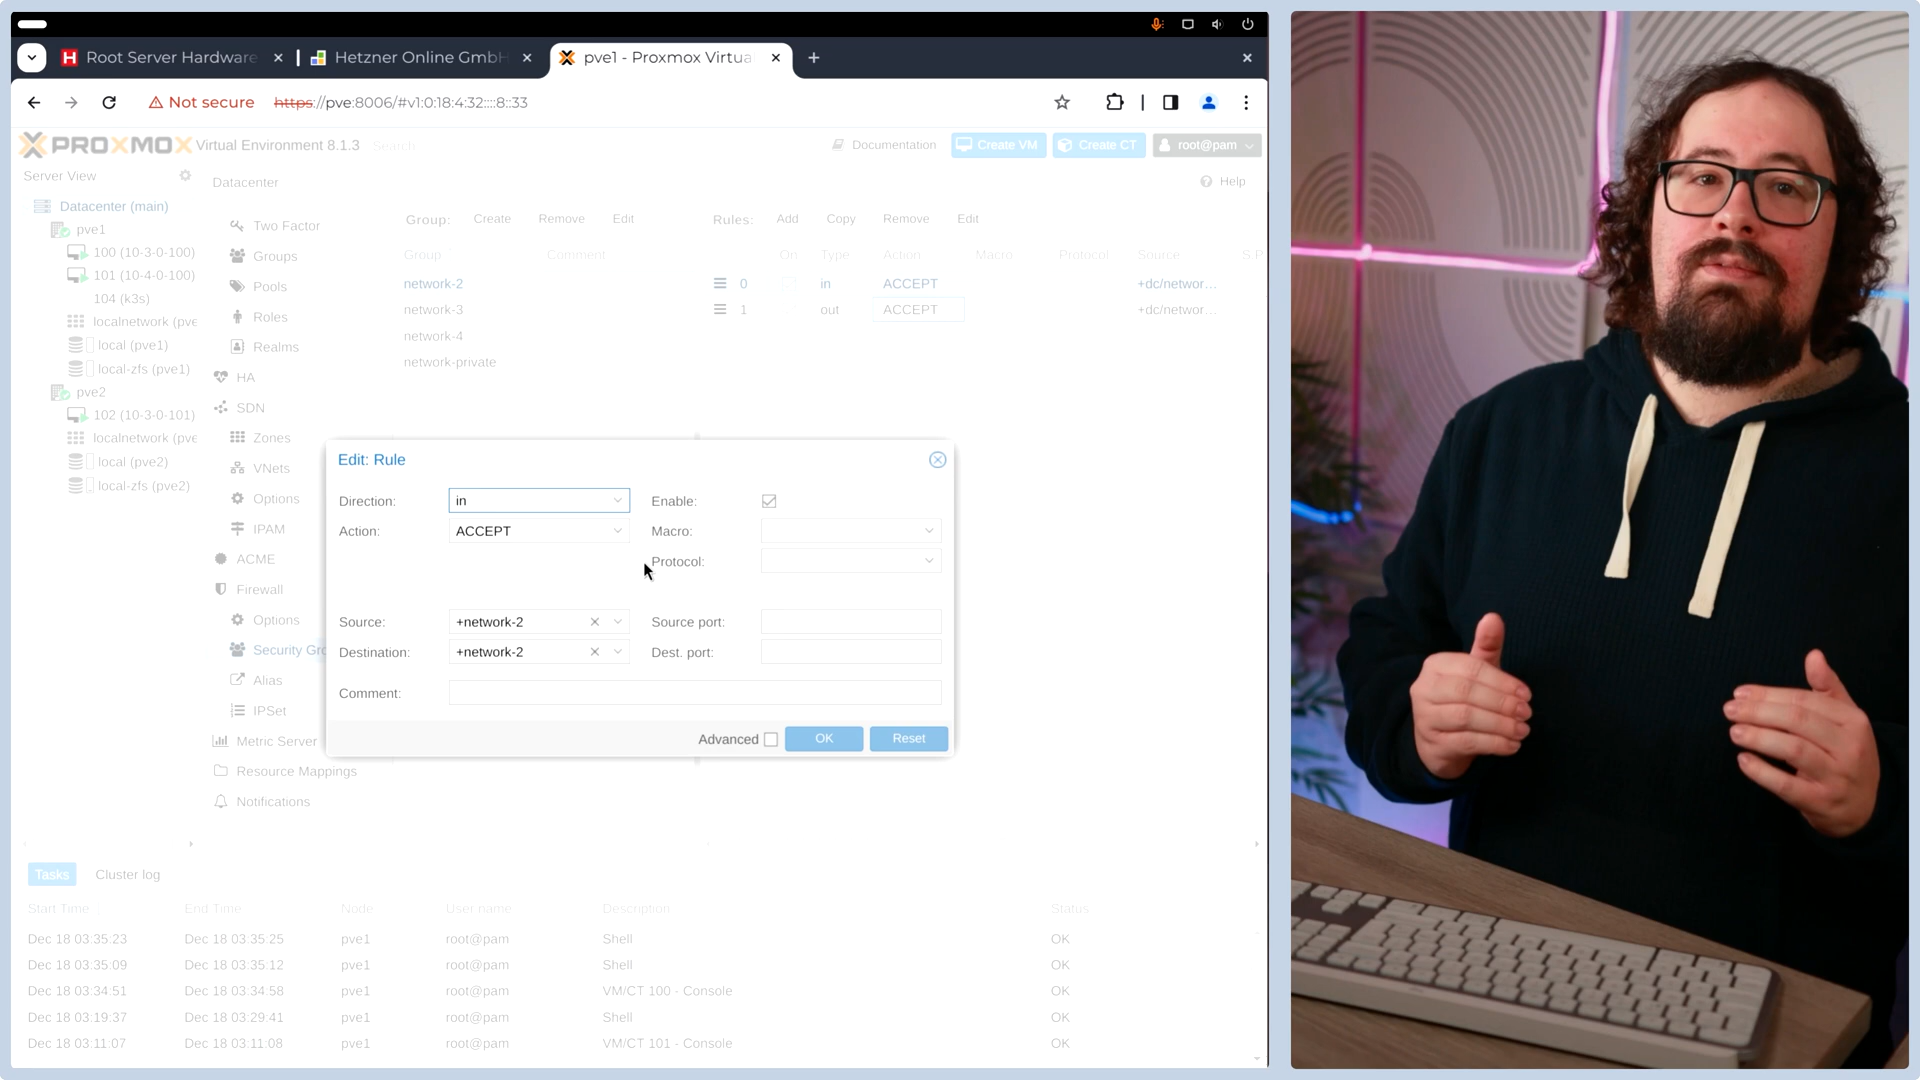 Root Server Hardware
Hetzner Online GmbH
pve1 - Proxmox Virtua
Not secure
https://pve:8006/#v1:0:18:4:32::::8::33
PROXMOX Virtual Environment 8.1.3 Search
Documentation
Create VM
Create CT
root@pam
Server View
Datacenter
Help
Datacenter (main)
pve1
100 (10-3-0-100)
101 (10-4-0-100)
104 (k3s)
localnetwork (pve
local (pve1)
local-zfs (pve1)
pve2
102 (10-3-0-101)
localnetwork (pve
local (pve2)
local-zfs (pve2)
Two Factor
Groups
Pools
Roles
Realms
HA
SDN
Zones
VNets
Options
IPAM
ACME
Firewall
Options
Security Gro
Alias
IPSet
Metric Server
Resource Mappings
Notifications
Group: Create Remove Edit
Group Comment
network-2
network-3
network-4
network-private
Rules: Add Copy Remove Edit
On Type Action Macro Protocol Source S P
0 in ACCEPT +dc/networ...
1 out ACCEPT +dc/networ...
Edit: Rule
Direction: in Enable:
Action: ACCEPT Macro:
Protocol:
Source: +network-2 Source port:
Destination: +network-2 Dest. port:
Comment:
Advanced OK Reset
Tasks Cluster log
Start Time End Time Node User name Description Status
Dec 18 03:35:23 Dec 18 03:35:25 pve1 root@pam Shell OK
Dec 18 03:35:09 Dec 18 03:35:12 pve1 root@pam Shell OK
Dec 18 03:34:51 Dec 18 03:34:58 pve1 root@pam VM/CT 100 - Console OK
Dec 18 03:19:37 Dec 18 03:29:41 pve1 root@pam Shell OK
Dec 18 03:11:07 Dec 18 03:11:08 pve1 root@pam VM/CT 101 - Console OK